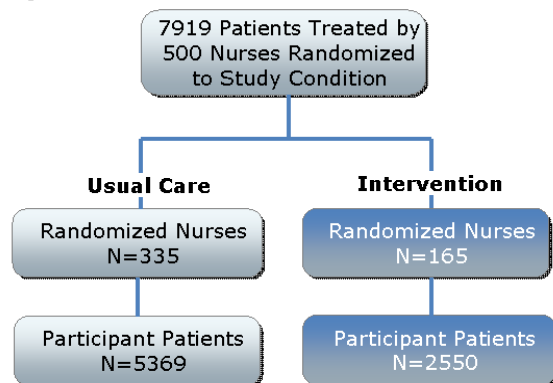 7919 Patients Treated by
500 Nurses Randomized
to Study Condition
Usual Care
Intervention
Randomized Nurses
N=335
Randomized Nurses
N=165
Participant Patients
N=5369
Participant Patients
N=2550